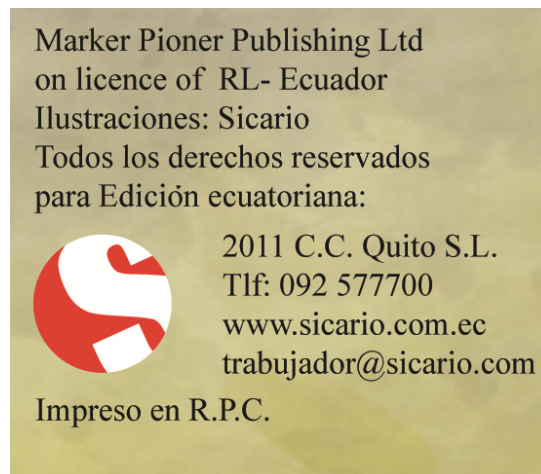 Marker Pioner Publishing Ltd
on licence of RL- Ecuador
Ilustraciones: Sicario
Todos los derechos reservados
para Edición ecuatoriana:
2011 C.C. Quito S.L.
Tlf: 092 577700
www.sicario.com.ec
trabujador@sicario.com
Impreso en R.P.C.